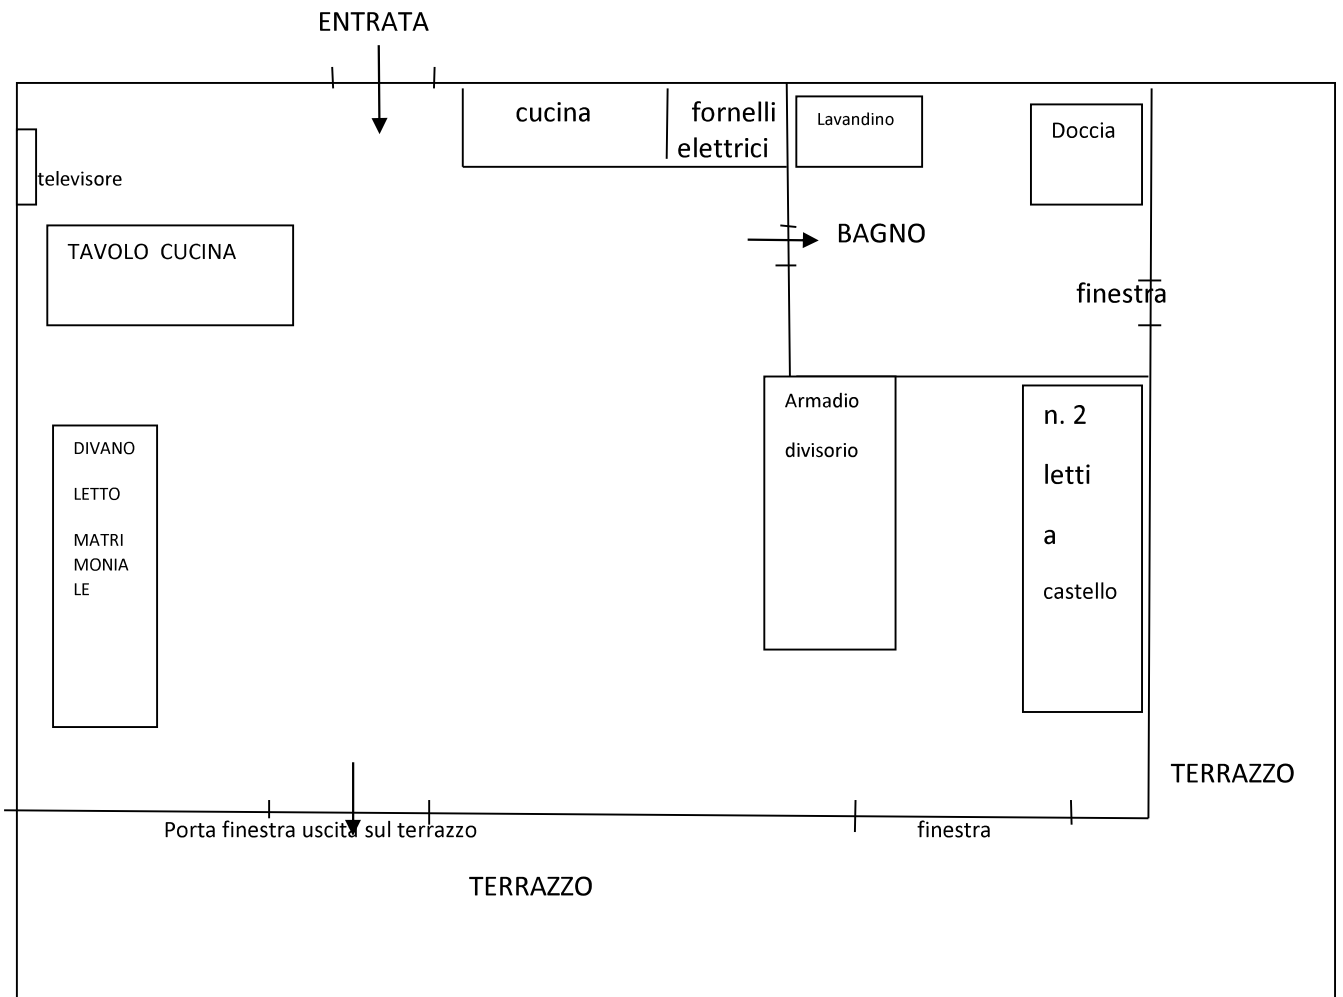 ENTRATA
cucina
fornelli
elettrici
Lavandino
Doccia
televisore
TAVOLO CUCINA
BAGNO
finestra
Armadio
divisorio
n. 2
letti
a
castello
DIVANO
LETTO
MATRI
MONIA
LE
TERRAZZO
Porta finestra uscita sul terrazzo
finestra
TERRAZZO